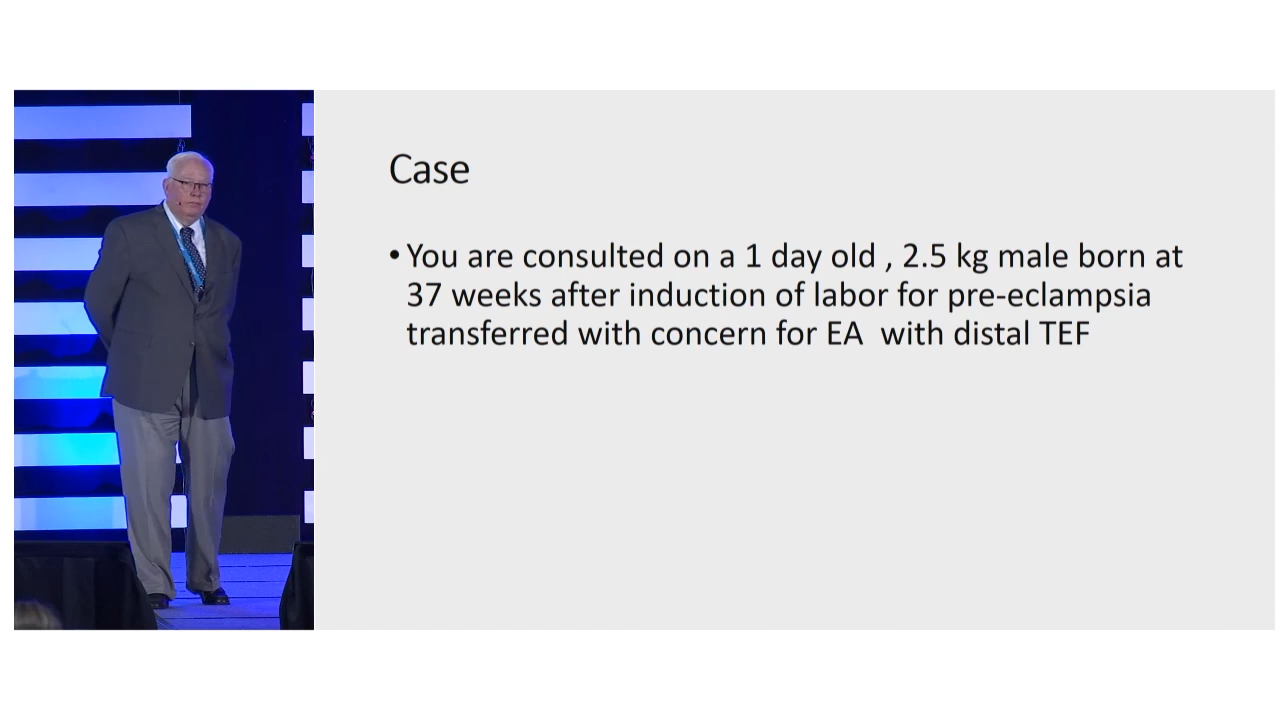 Case
• You are consulted on a 1 day old , 2.5 kg male born at
37 weeks after induction of labor for pre-eclampsia
transferred with concern for EA  with distal TEF